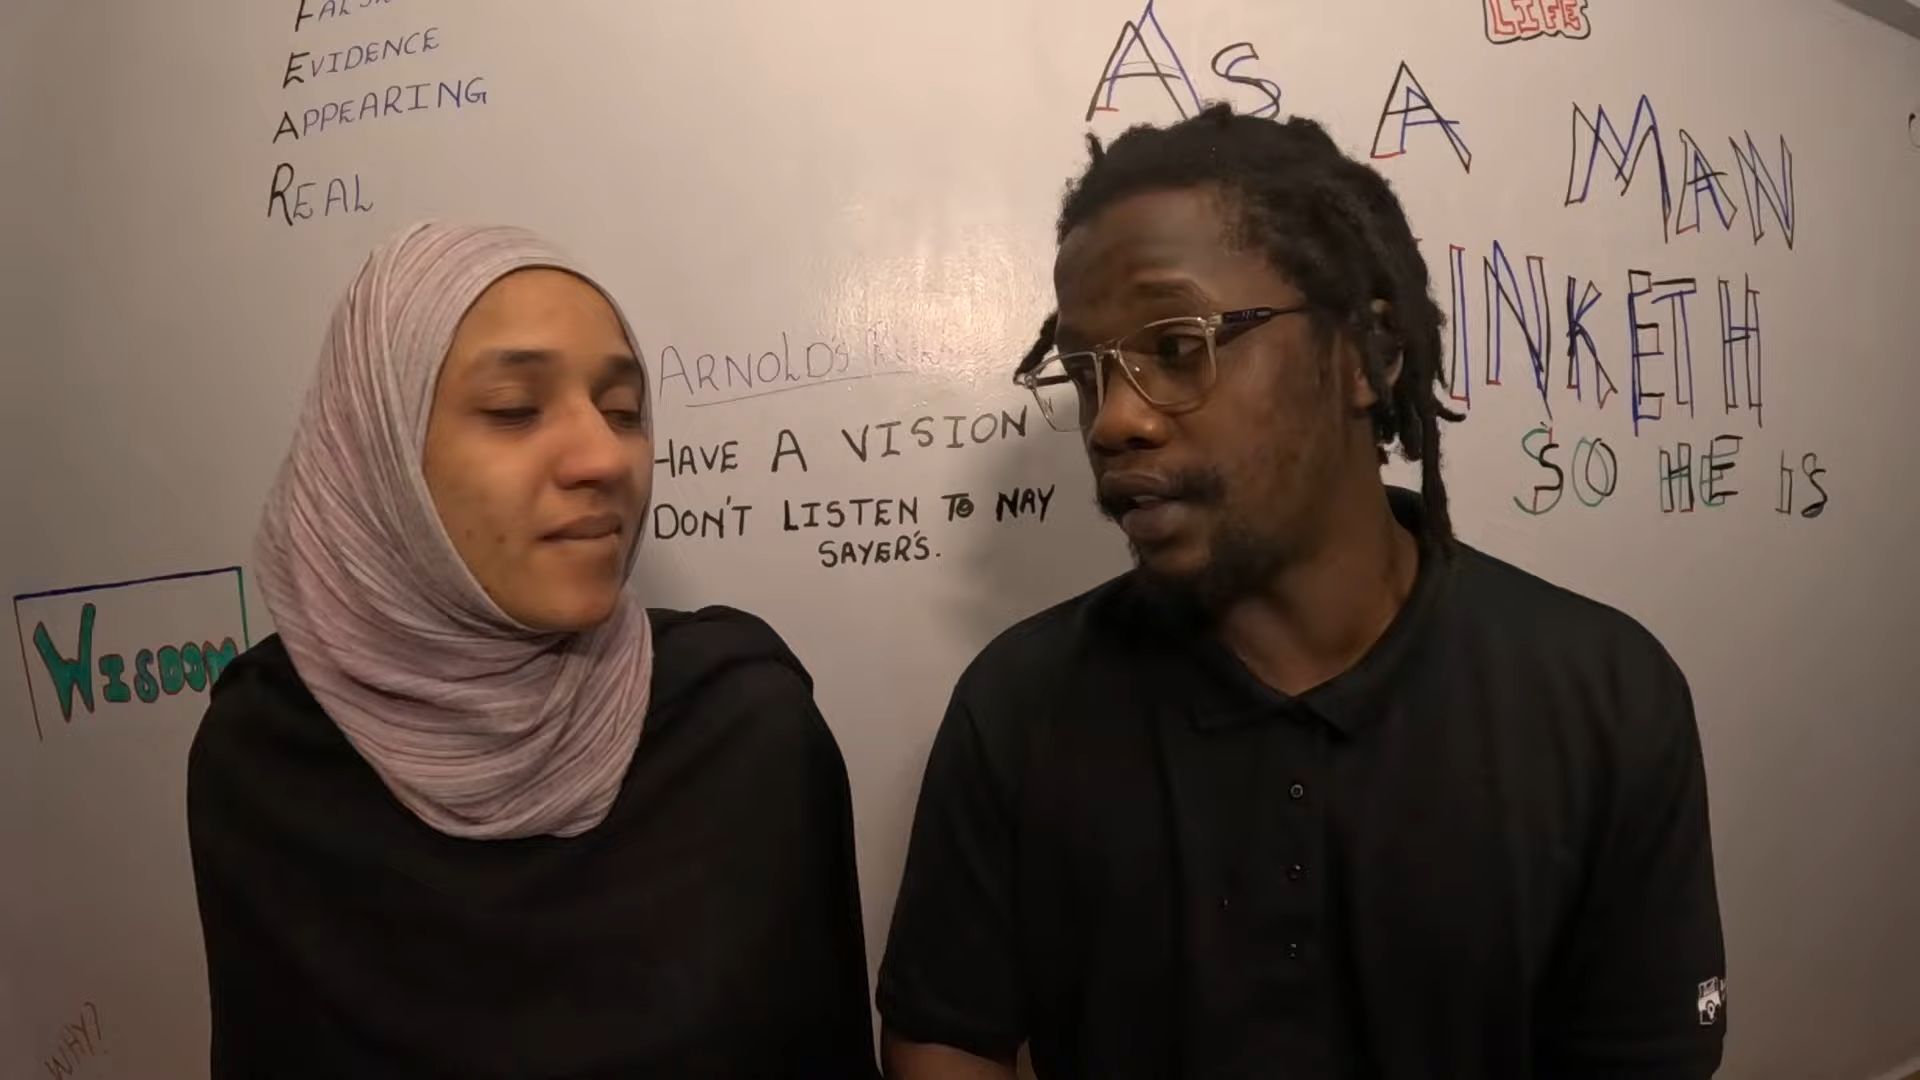 EVIDENCE
APPEARING
REAL
ARNOLD'S
HAVE A VISION
DON'T LISTEN TO NAY
SAYER'S.
LIFE
AS
A
MAN
INKETH
SO HE IS
WISDOM
WHY?